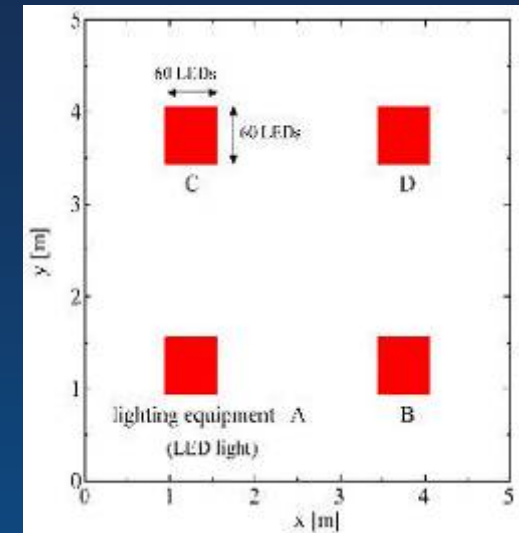 5
60 LEDs
4
60 LEDs
C D
3
y [m]
2
1
lighting equipment A B
(LED light)
0
0 1 2 3 4 5
x [m]